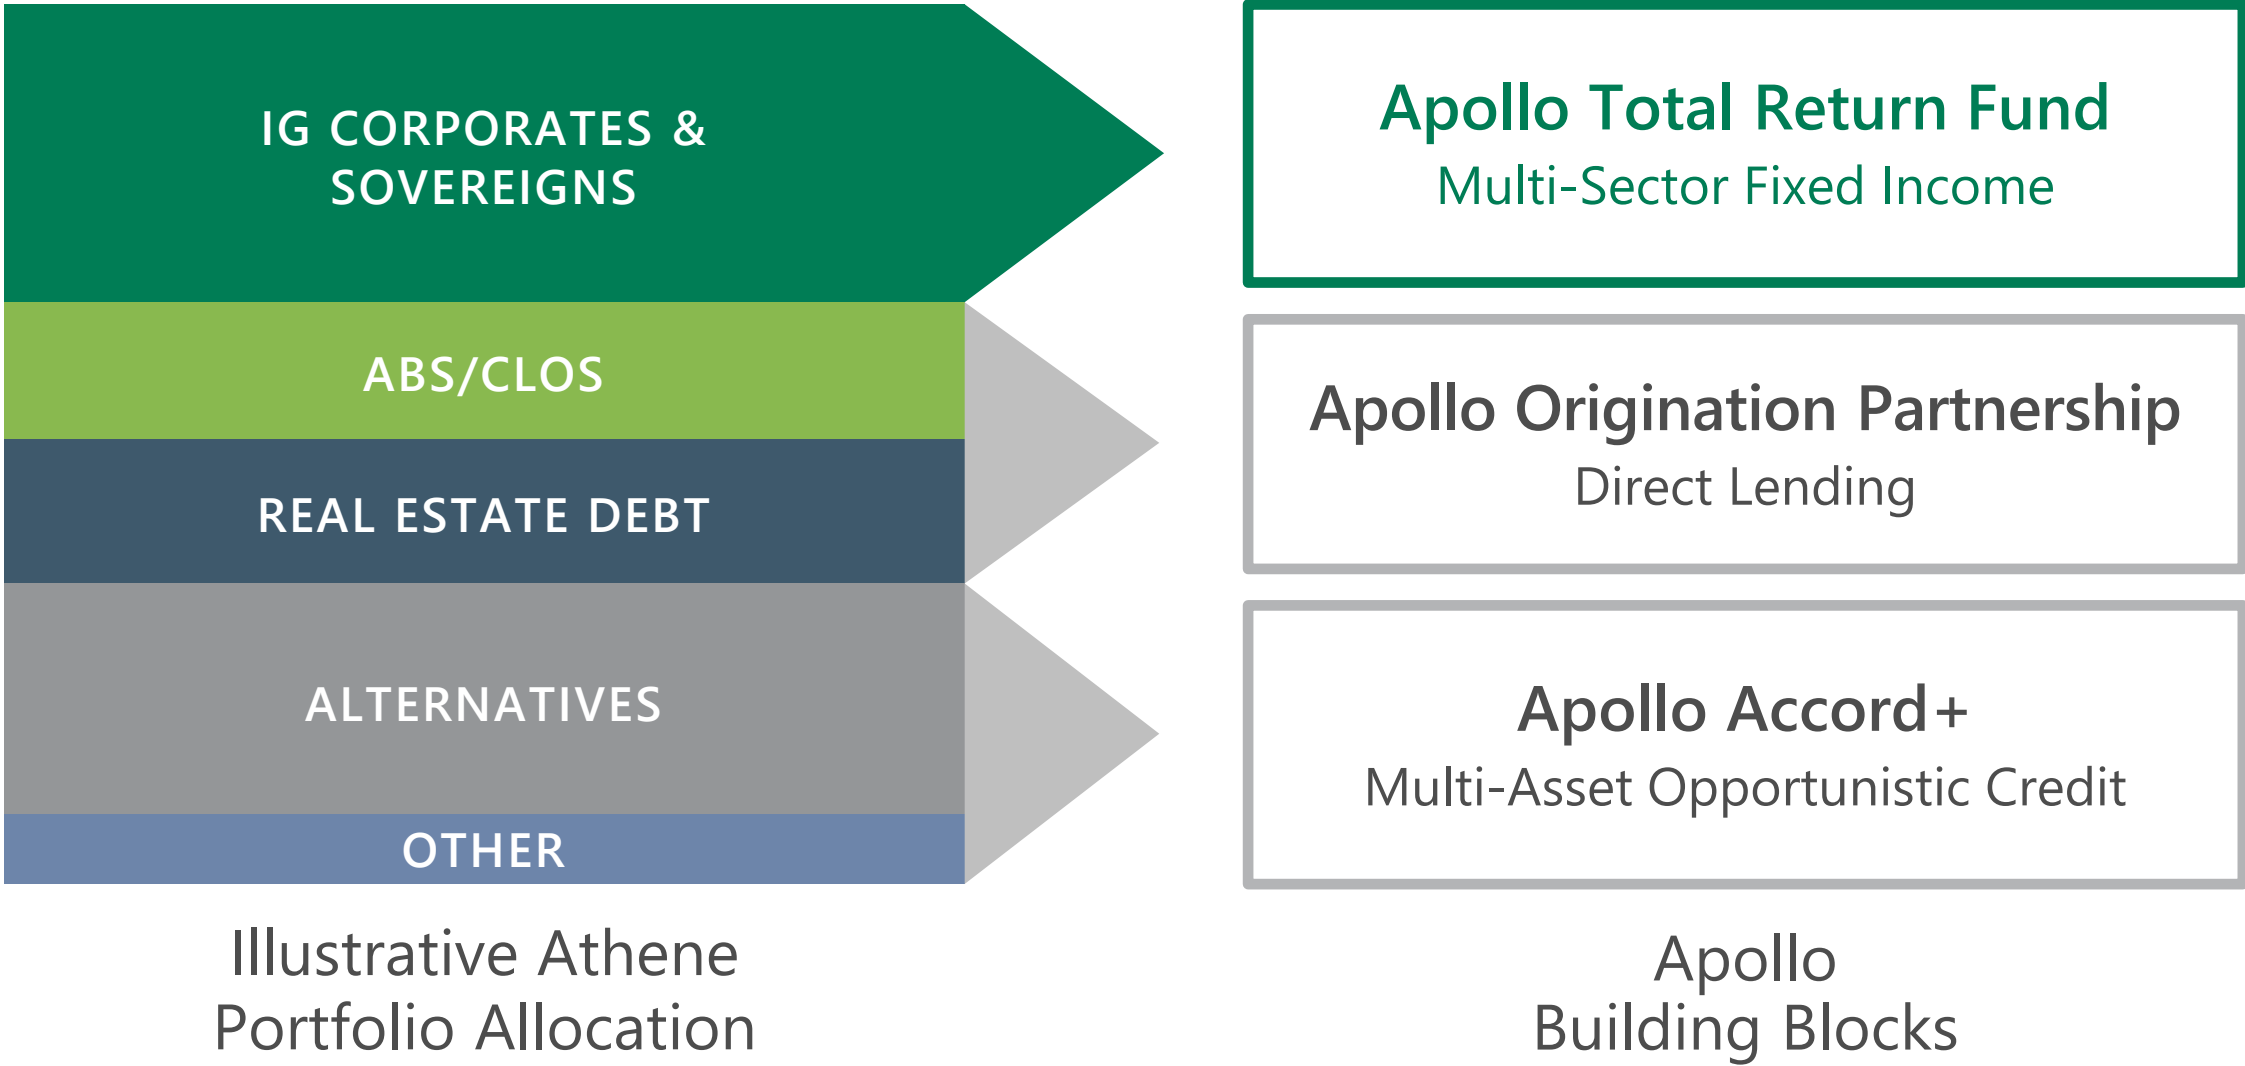 IG CORPORATES &
SOVEREIGNS
ABS/CLOS
REAL ESTATE DEBT
ALTERNATIVES
OTHER
Illustrative Athene
Portfolio Allocation
Apollo Total Return Fund
Multi-Sector Fixed Income
Apollo Origination Partnership
Direct Lending
Apollo Accord+
Multi-Asset Opportunistic Credit
Apollo
Building Blocks